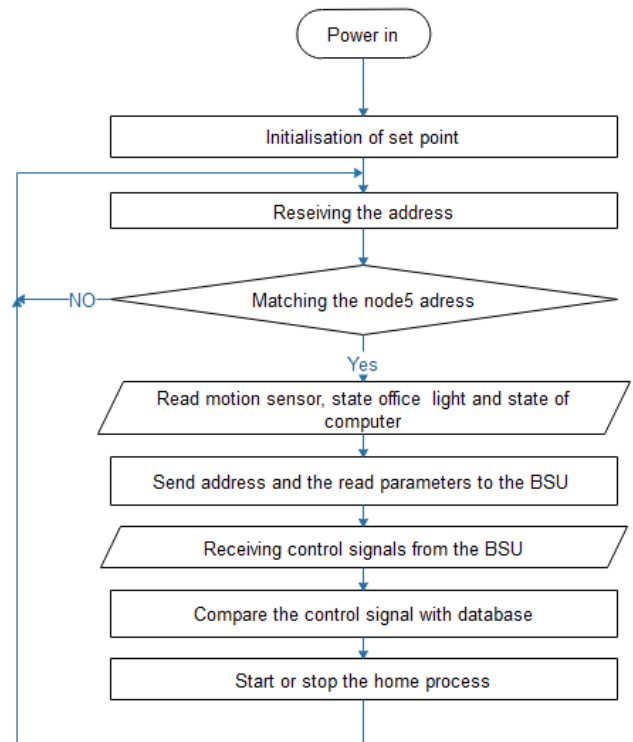 Power in
Initialisation of set point
Reseiving the address
Matching the node5 adress
NO
Yes
Read motion sensor, state office light and state of
computer
Send address and the read parameters to the BSU
Receiving control signals from the BSU
Compare the control signal with database
Start or stop the home process